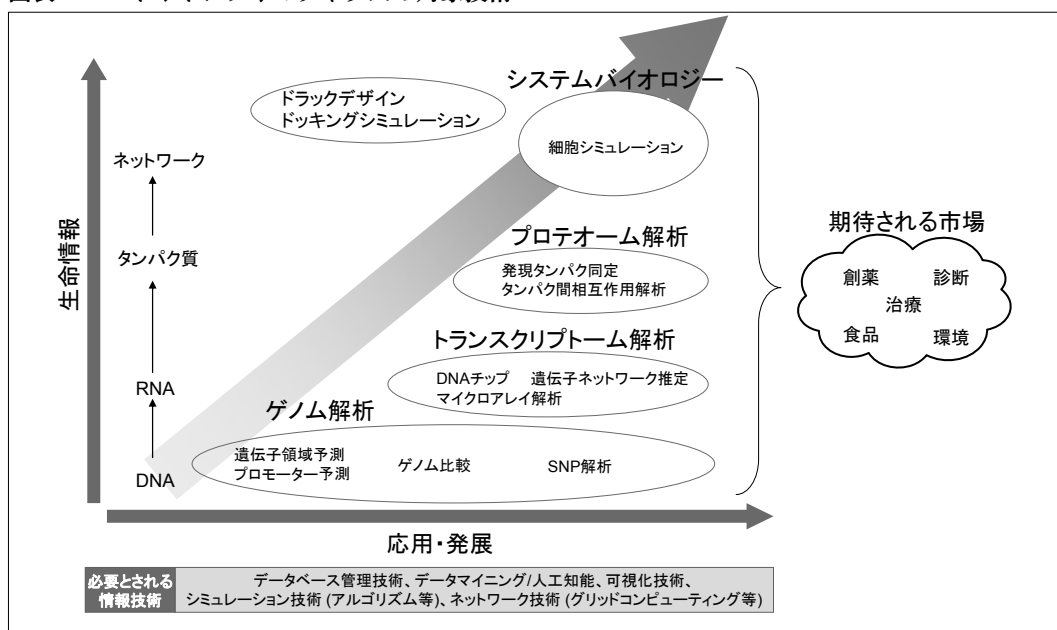 システムバイオロジー
ドラックデザイン
ドッキングシミュレーション
細胞シミュレーション
ネットワーク
タンパク質
RNA
DNA
生命情報
プロテオーム解析
発現タンパク同定
タンパク間相互作用解析
トランスクリプトーム解析
DNAチップ 遺伝子ネットワーク推定
マイクロアレイ解析
ゲノム解析
遺伝子領域予測
プロモーター予測
ゲノム比較
SNP解析
期待される市場
創薬 診断
治療
食品 環境
応用・発展
必要とされる
情報技術
データベース管理技術、データマイニング/人工知能、可視化技術、
シミュレーション技術 (アルゴリズム等)、ネットワーク技術 (グリッドコンピューティング等)